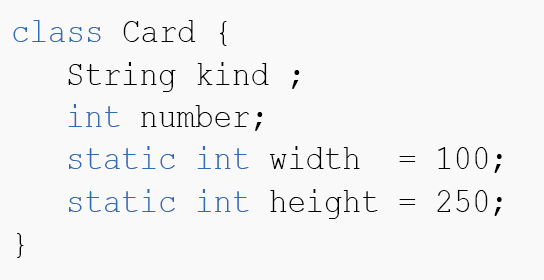 class Card {
String kind ;
int number;
static int width  = 100;
static int height = 250;
}